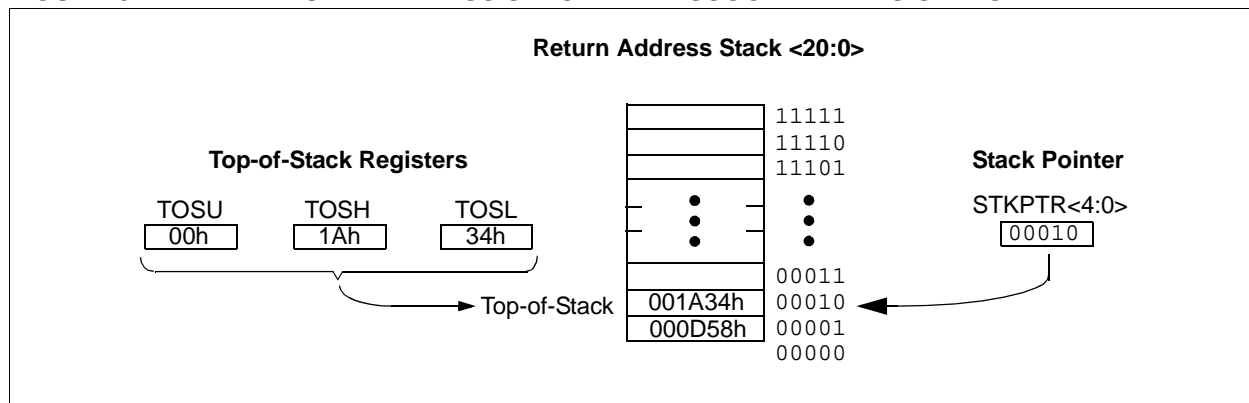 Return Address Stack <20:0>
11111
11110
Top-of-Stack Registers
11101
Stack Pointer
TOSU TOSH TOSL
STKPTR<4:0>
00h 1Ah 34h
00010
00011
Top-of-Stack 001A34h 00010
000D58h 00001
00000